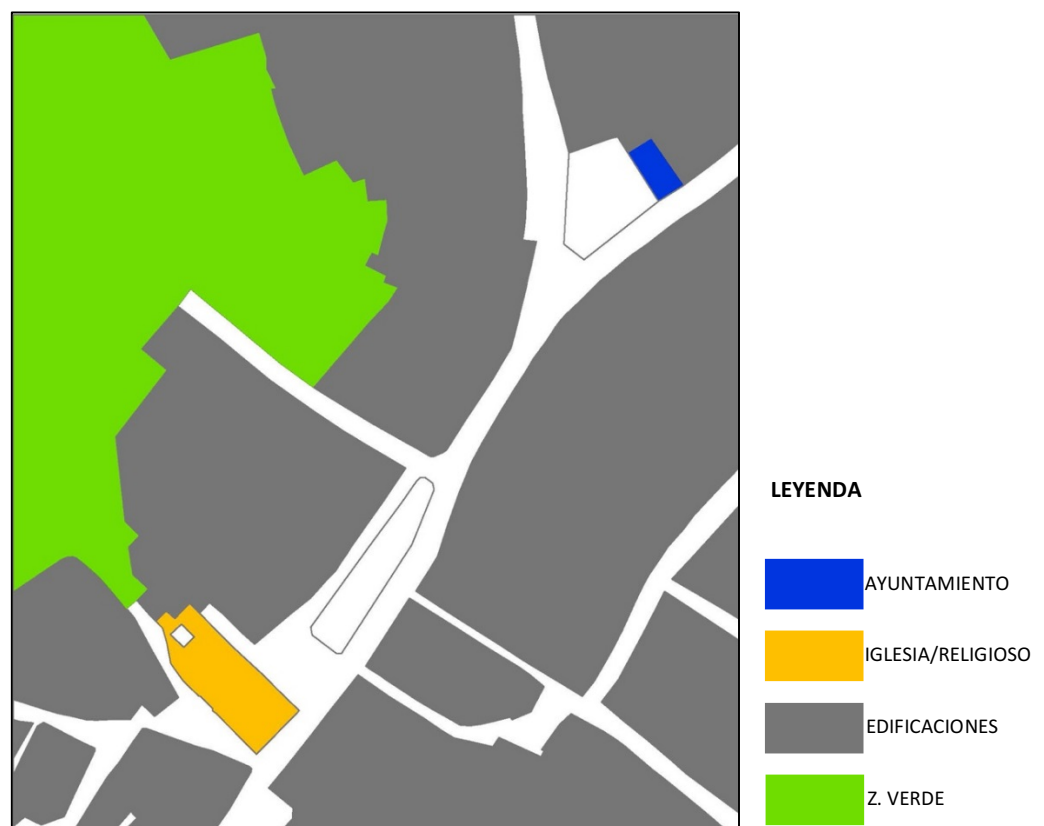 LEYENDA
AYUNTAMIENTO
IGLESIA/RELIGIOSO
EDIFICACIONES
Z. VERDE